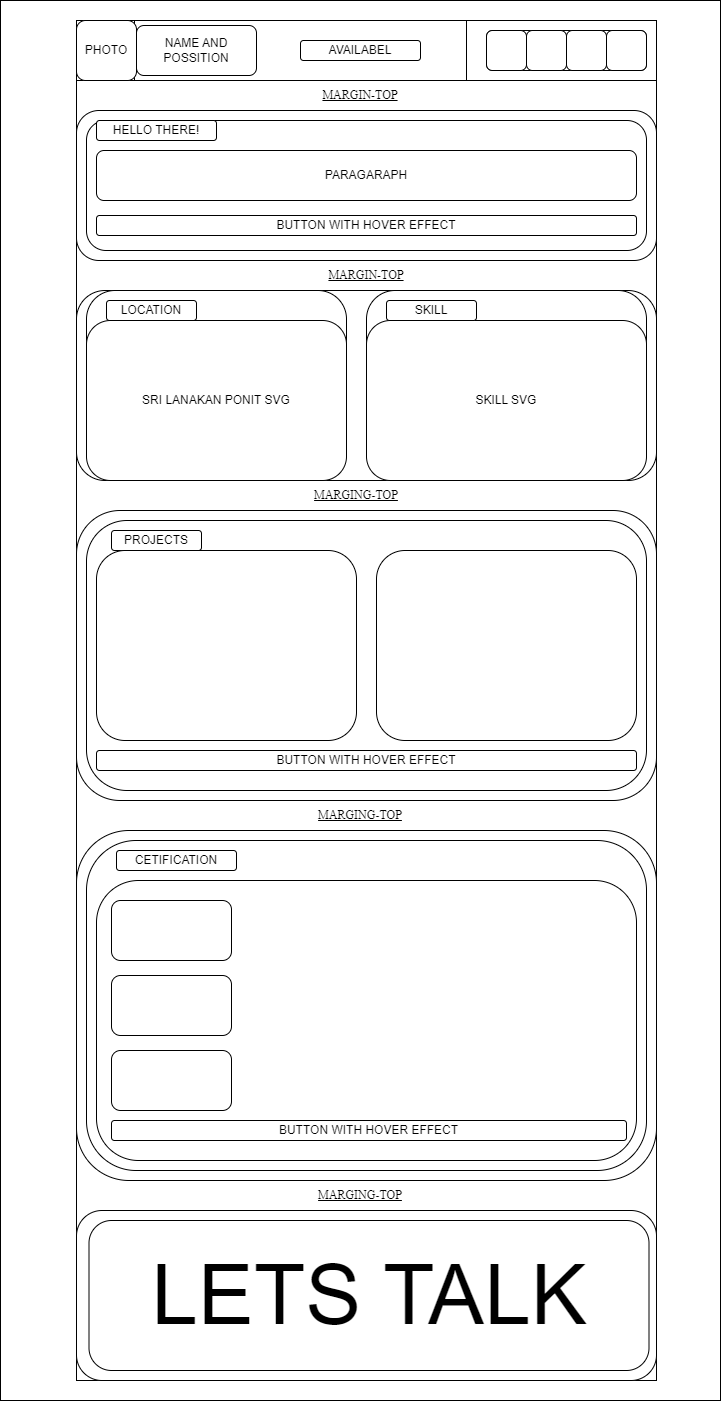 PHOTO
NAME AND
POSSITION
AVAILABEL
MARGIN-TOP
HELLO THERE!
PARAGARAPH
BUTTON WITH HOVER EFFECT
MARGIN-TOP
LOCATION
SKILL
SRI LANAKAN PONIT SVG
SKILL SVG
MARGING-TOP
PROJECTS
BUTTON WITH HOVER EFFECT
MARGING-TOP
CETIFICATION
BUTTON WITH HOVER EFFECT
MARGING-TOP
LETS TALK